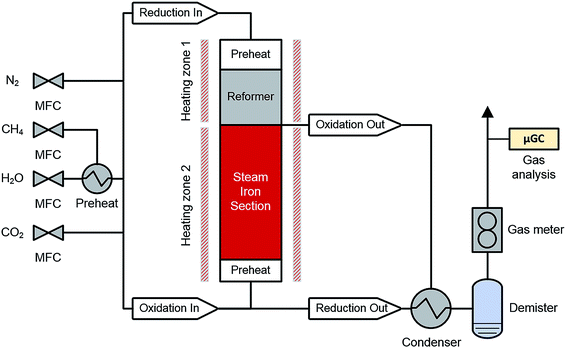 Reduction In
Heating zone 1
Preheat
N2
MFC
Reformer
CH4
MFC
Oxidation Out
µGC
Gas
analysis
H2O
MFC
Preheat
Heating zone 2
Steam
Iron
Section
CO2
MFC
Gas meter
Preheat
Oxidation In
Reduction Out
Condenser
Demister